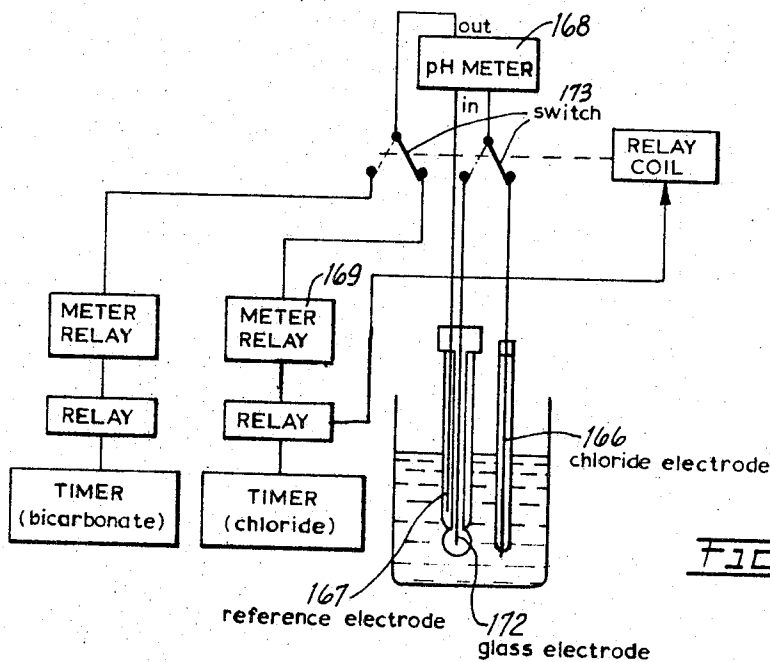 out
168
pH METER
in
173
switch
RELAY
COIL
169
METER
RELAY
METER
RELAY
RELAY
RELAY
TIMER
(bicarbonate)
TIMER
(chloride)
166
chloride electrode
167
reference electrode
172
glass electrode